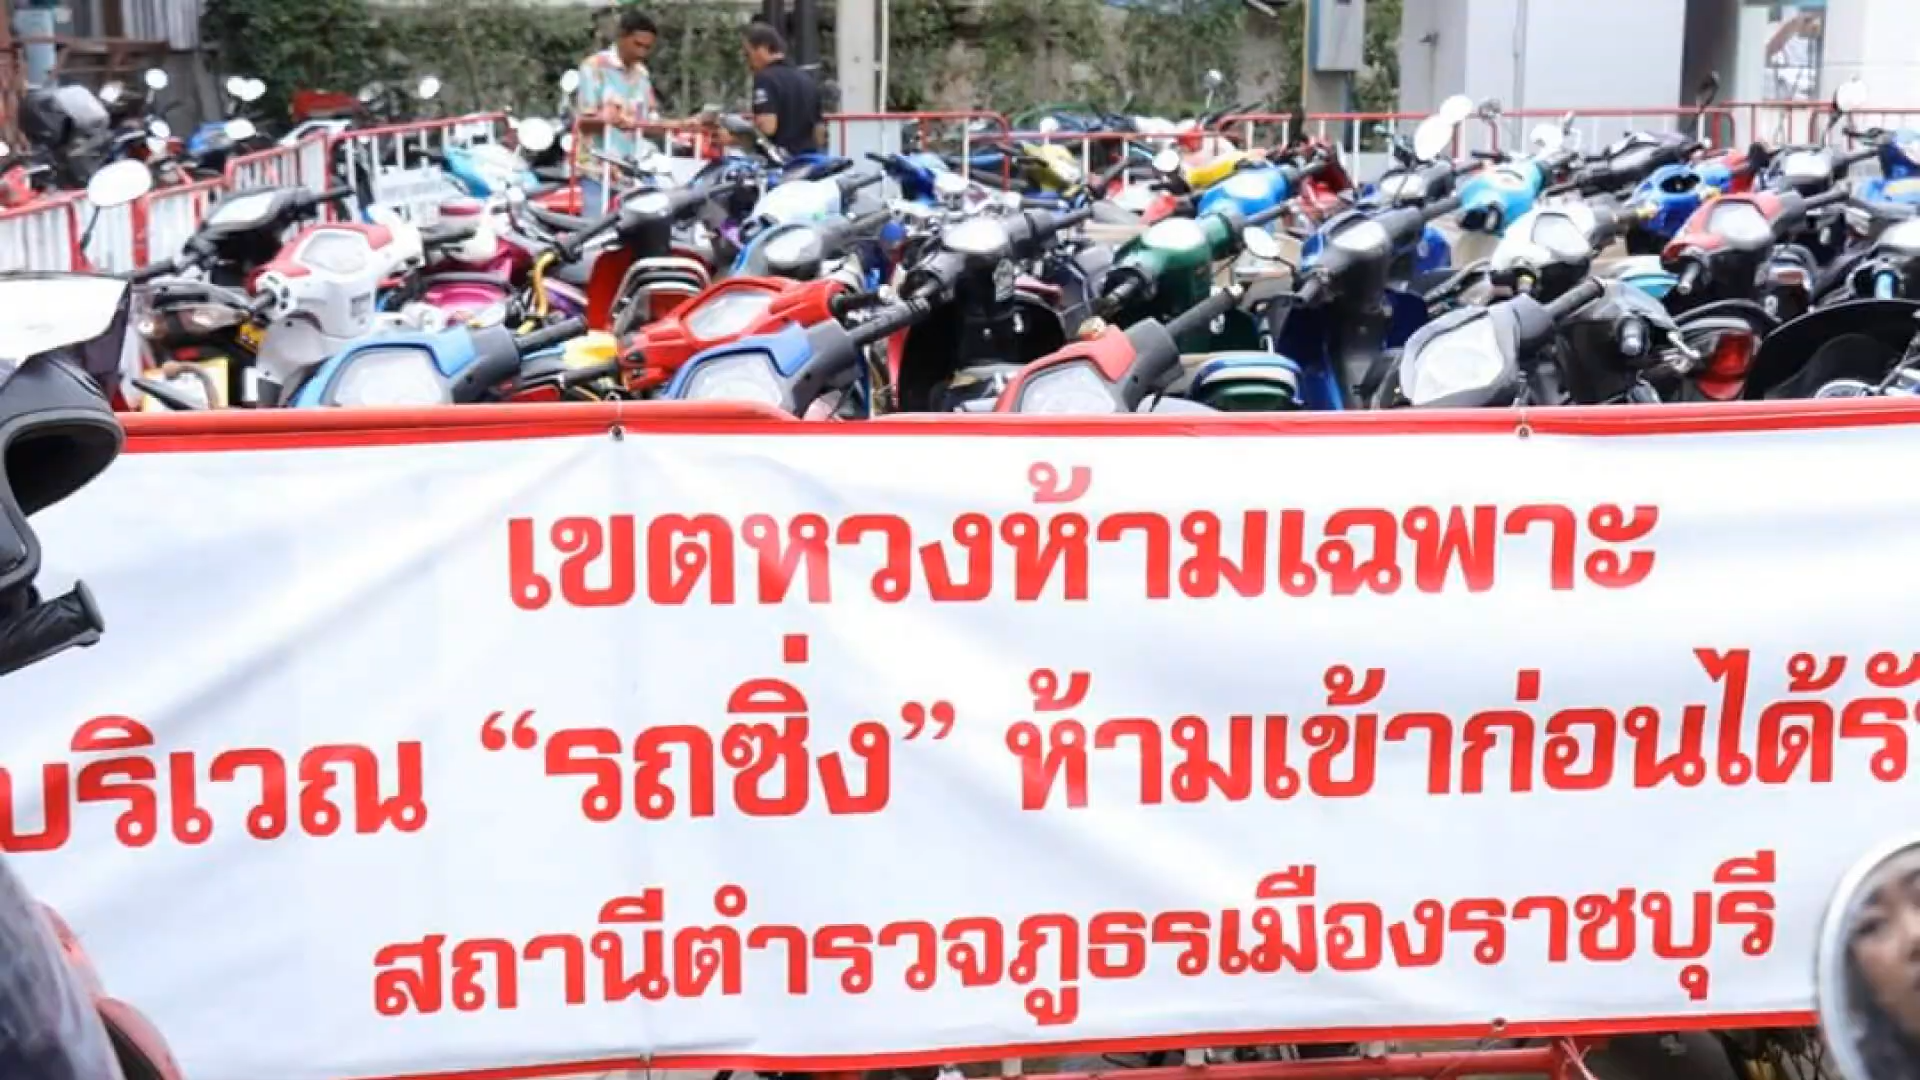 เขตหวงห้ามเฉพาะ
บริเวณ “รถซิ่ง” ห้ามเข้าก่อนได้รั
สถานีตำรวจภูธรเมืองราชบุรี